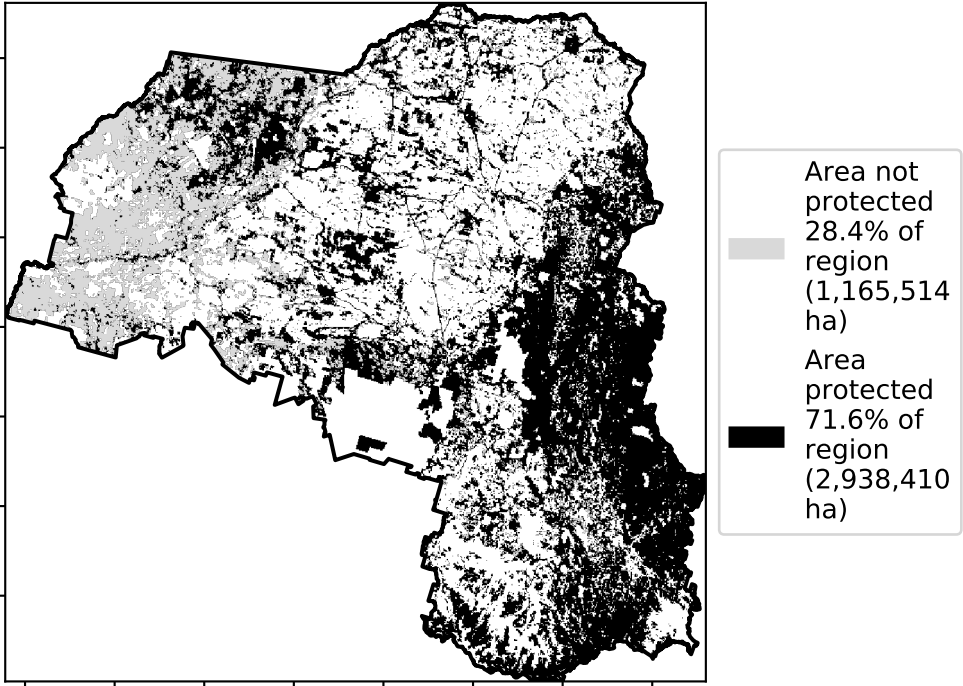 Area not
protected
28.4% of
region
(1,165,514
ha)
Area
protected
71.6% of
region
(2,938,410
ha)